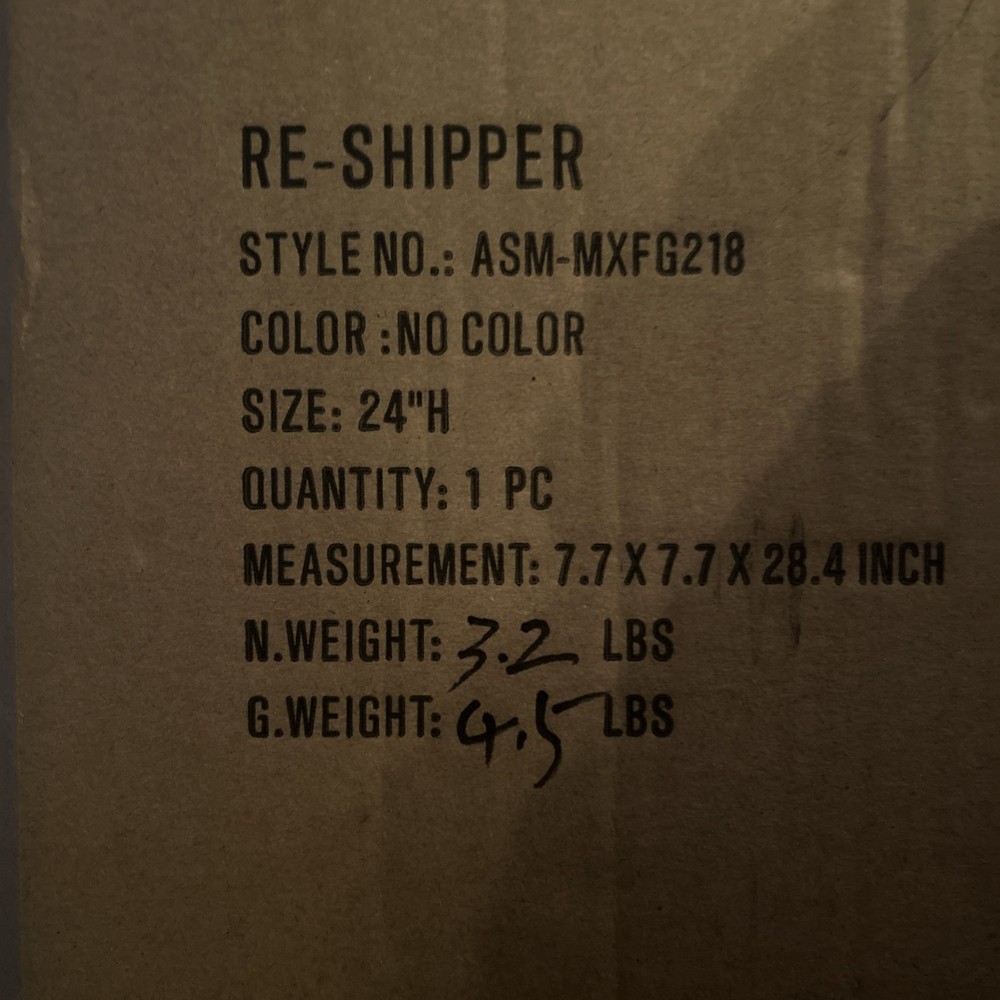 RE-SHIPPER
STYLE NO.: ASM-MXFG218
COLOR :NO COLOR
SIZE: 24"H
QUANTITY: 1 PC
MEASUREMENT: 7.7 X 7.7 X 28.4 INCH
N.WEIGHT: 3.2 LBS
G.WEIGHT: 4.5 LBS